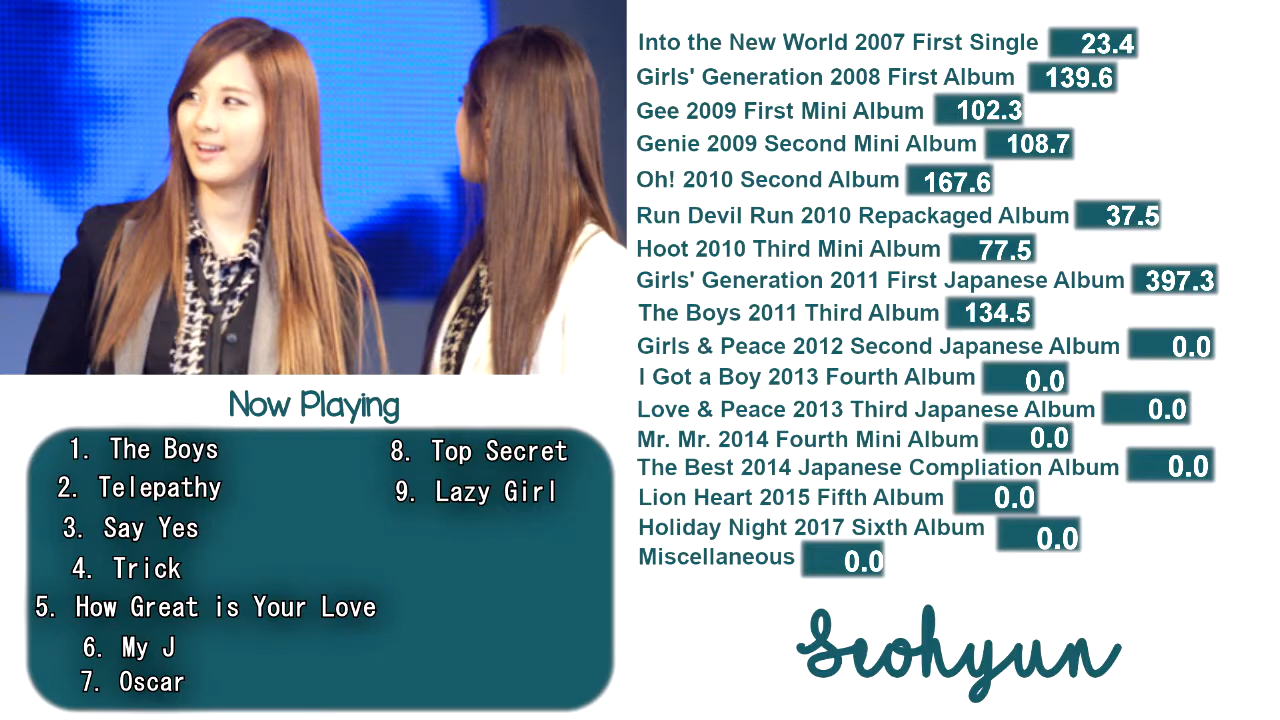 Into the New World 2007 First Single 23.4
Girls' Generation 2008 First Album 139.6
Gee 2009 First Mini Album 102.3
Genie 2009 Second Mini Album 108.7
Oh! 2010 Second Album 167.6
Run Devil Run 2010 Repackaged Album 37.5
Hoot 2010 Third Mini Album 77.5
Girls' Generation 2011 First Japanese Album 397.3
The Boys 2011 Third Album 134.5
Girls & Peace 2012 Second Japanese Album 0.0
I Got a Boy 2013 Fourth Album 0.0
Love & Peace 2013 Third Japanese Album 0.0
Mr. Mr. 2014 Fourth Mini Album 0.0
The Best 2014 Japanese Compliation Album 0.0
Lion Heart 2015 Fifth Album 0.0
Holiday Night 2017 Sixth Album 0.0
Miscellaneous 0.0
Now Playing
1. The Boys
2. Telepathy
3. Say Yes
4. Trick
5. How Great is Your Love
6. My J
7. Oscar
8. Top Secret
9. Lazy Girl
Seohyun